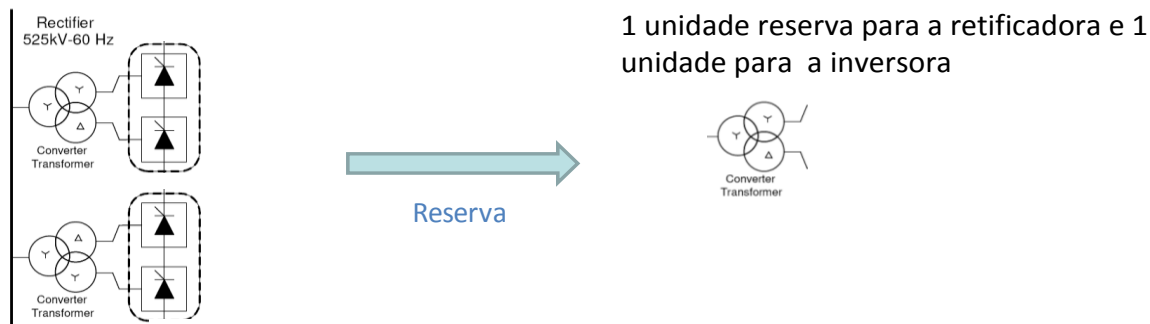 Rectifier
525kV-60 Hz
Y
Y
Δ
Converter
Transformer
Δ
Y
Y
Converter
Transformer
Reserva
1 unidade reserva para a retificadora e 1
unidade para a inversora
Y
Y
Δ
Converter
Transformer